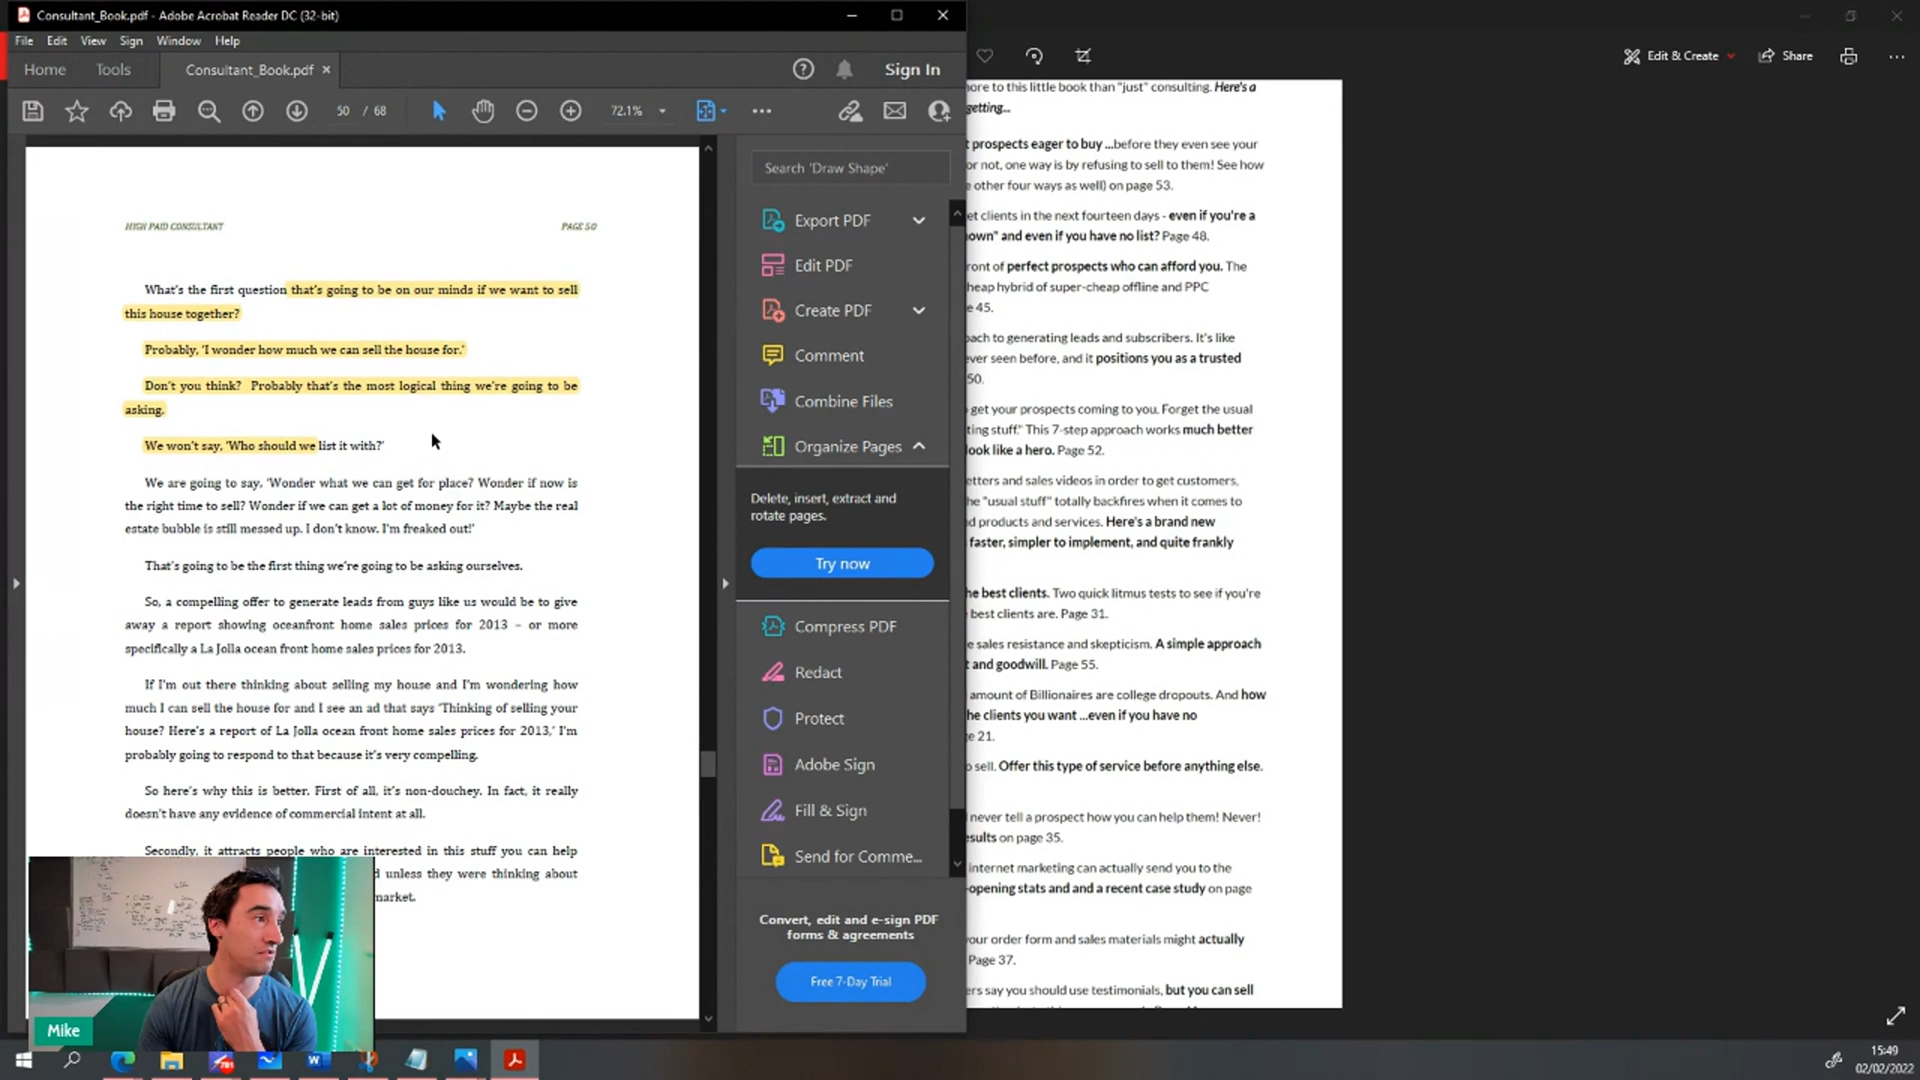 Consultant_Book.pdf - Adobe Acrobat Reader DC (32-bit)
File Edit View Sign Window Help
Home Tools Consultant_Book.pdf × Sign In
50 / 68 72.1%
HIGH PAID CONSULTANT PAGE 50
What's the first question that's going to be on our minds if we want to sell
this house together?
Probably, 'I wonder how much we can sell the house for.'
Don't you think? Probably that's the most logical thing we're going to be
asking.
We won't say, 'Who should we list it with?'
We are going to say, 'Wonder what we can get for place? Wonder if now is
the right time to sell? Wonder if we can get a lot of money for it? Maybe the real
estate bubble is still messed up. I don't know. I'm freaked out!'
That's going to be the first thing we're going to be asking ourselves.
So, a compelling offer to generate leads from guys like us would be to give
away a report showing oceanfront home sales prices for 2013 – or more
specifically a La Jolla ocean front home sales prices for 2013.
If I'm out there thinking about selling my house and I'm wondering how
much I can sell the house for and I see an ad that says 'Thinking of selling your
house? Here's a report of La Jolla ocean front home sales prices for 2013,' I'm
probably going to respond to that because it's very compelling.
So here's why this is better. First of all, it's non-douchey. In fact, it really
doesn't have any evidence of commercial intent at all.
Secondly, it attracts people who are interested in this stuff you can help
unless they were thinking about
market.
Mike
Search 'Draw Shape'
Export PDF
Edit PDF
Create PDF
Comment
Combine Files
Organize Pages
Delete, insert, extract and
rotate pages.
Try now
Compress PDF
Redact
Protect
Adobe Sign
Fill & Sign
Send for Comme...
Convert, edit and e-sign PDF
forms & agreements
Free 7-Day Trial
Edit & Create Share
ore to this little book than "just" consulting. Here's a
getting...
prospects eager to buy ...before they even see your
or not, one way is by refusing to sell to them! See how
e other four ways as well) on page 53.
et clients in the next fourteen days - even if you're a
own" and even if you have no list? Page 48.
ront of perfect prospects who can afford you. The
heap hybrid of super-cheap offline and PPC
e 45.
oach to generating leads and subscribers. It's like
ever seen before, and it positions you as a trusted
50.
o get your prospects coming to you. Forget the usual
ting stuff." This 7-step approach works much better
look like a hero. Page 52.
etters and sales videos in order to get customers,
he "usual stuff" totally backfires when it comes to
d products and services. Here's a brand new
faster, simpler to implement, and quite frankly
he best clients. Two quick litmus tests to see if you're
best clients are. Page 31.
e sales resistance and skepticism. A simple approach
t and goodwill. Page 55.
amount of Billionaires are college dropouts. And how
he clients you want ...even if you have no
e 21.
o sell. Offer this type of service before anything else.
never tell a prospect how you can help them! Never!
esults on page 35.
internet marketing can actually send you to the
-opening stats and and a recent case study on page
your order form and sales materials might actually
Page 37.
ers say you should use testimonials, but you can sell
15:49
02/02/2022